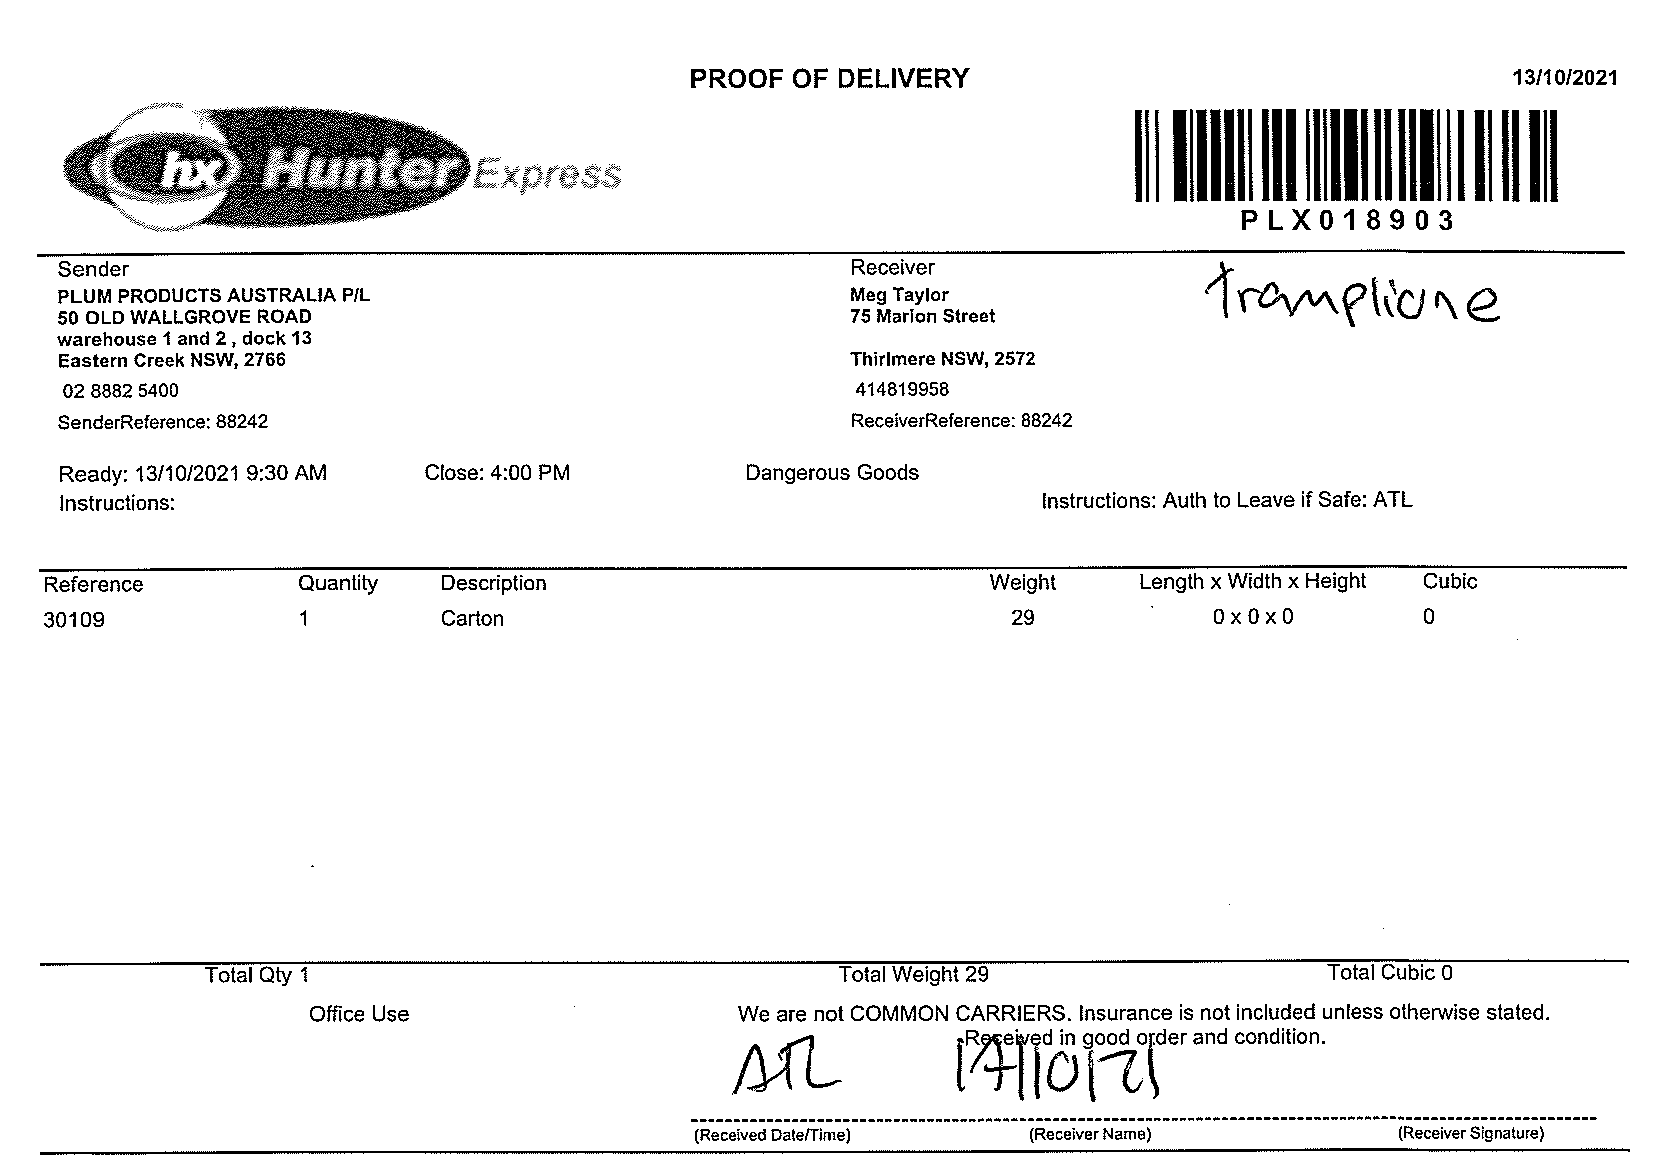 PROOF OF DELIVERY 13/10/2021
hx Hunter Express
PLX018903
Sender Receiver
PLUM PRODUCTS AUSTRALIA P/L Meg Taylor
50 OLD WALLGROVE ROAD 75 Marion Street
warehouse 1 and 2 , dock 13
Eastern Creek NSW, 2766 Thirlmere NSW, 2572
02 8882 5400 414819958
SenderReference: 88242 ReceiverReference: 88242
Tramplione
Ready: 13/10/2021 9:30 AM Close: 4:00 PM Dangerous Goods
Instructions: Instructions: Auth to Leave if Safe: ATL
Reference Quantity Description Weight Length x Width x Height Cubic
30109 1 Carton 29 0 x 0 x 0 0
Total Qty 1 Total Weight 29 Total Cubic 0
Office Use We are not COMMON CARRIERS. Insurance is not included unless otherwise stated.
Received in good order and condition.
ATL
(Received Date/Time) (Receiver Name) (Receiver Signature)